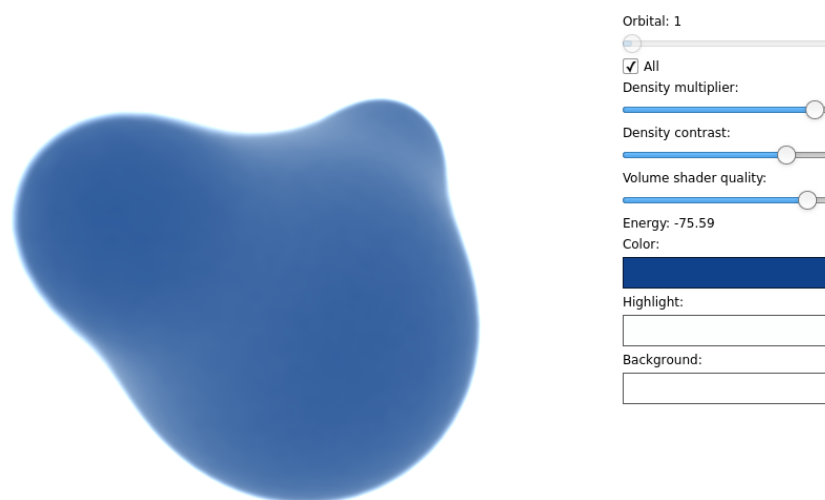 Orbital: 1
All
Density multiplier:
Density contrast:
Volume shader quality:
Energy: -75.59
Color:
Highlight:
Background: